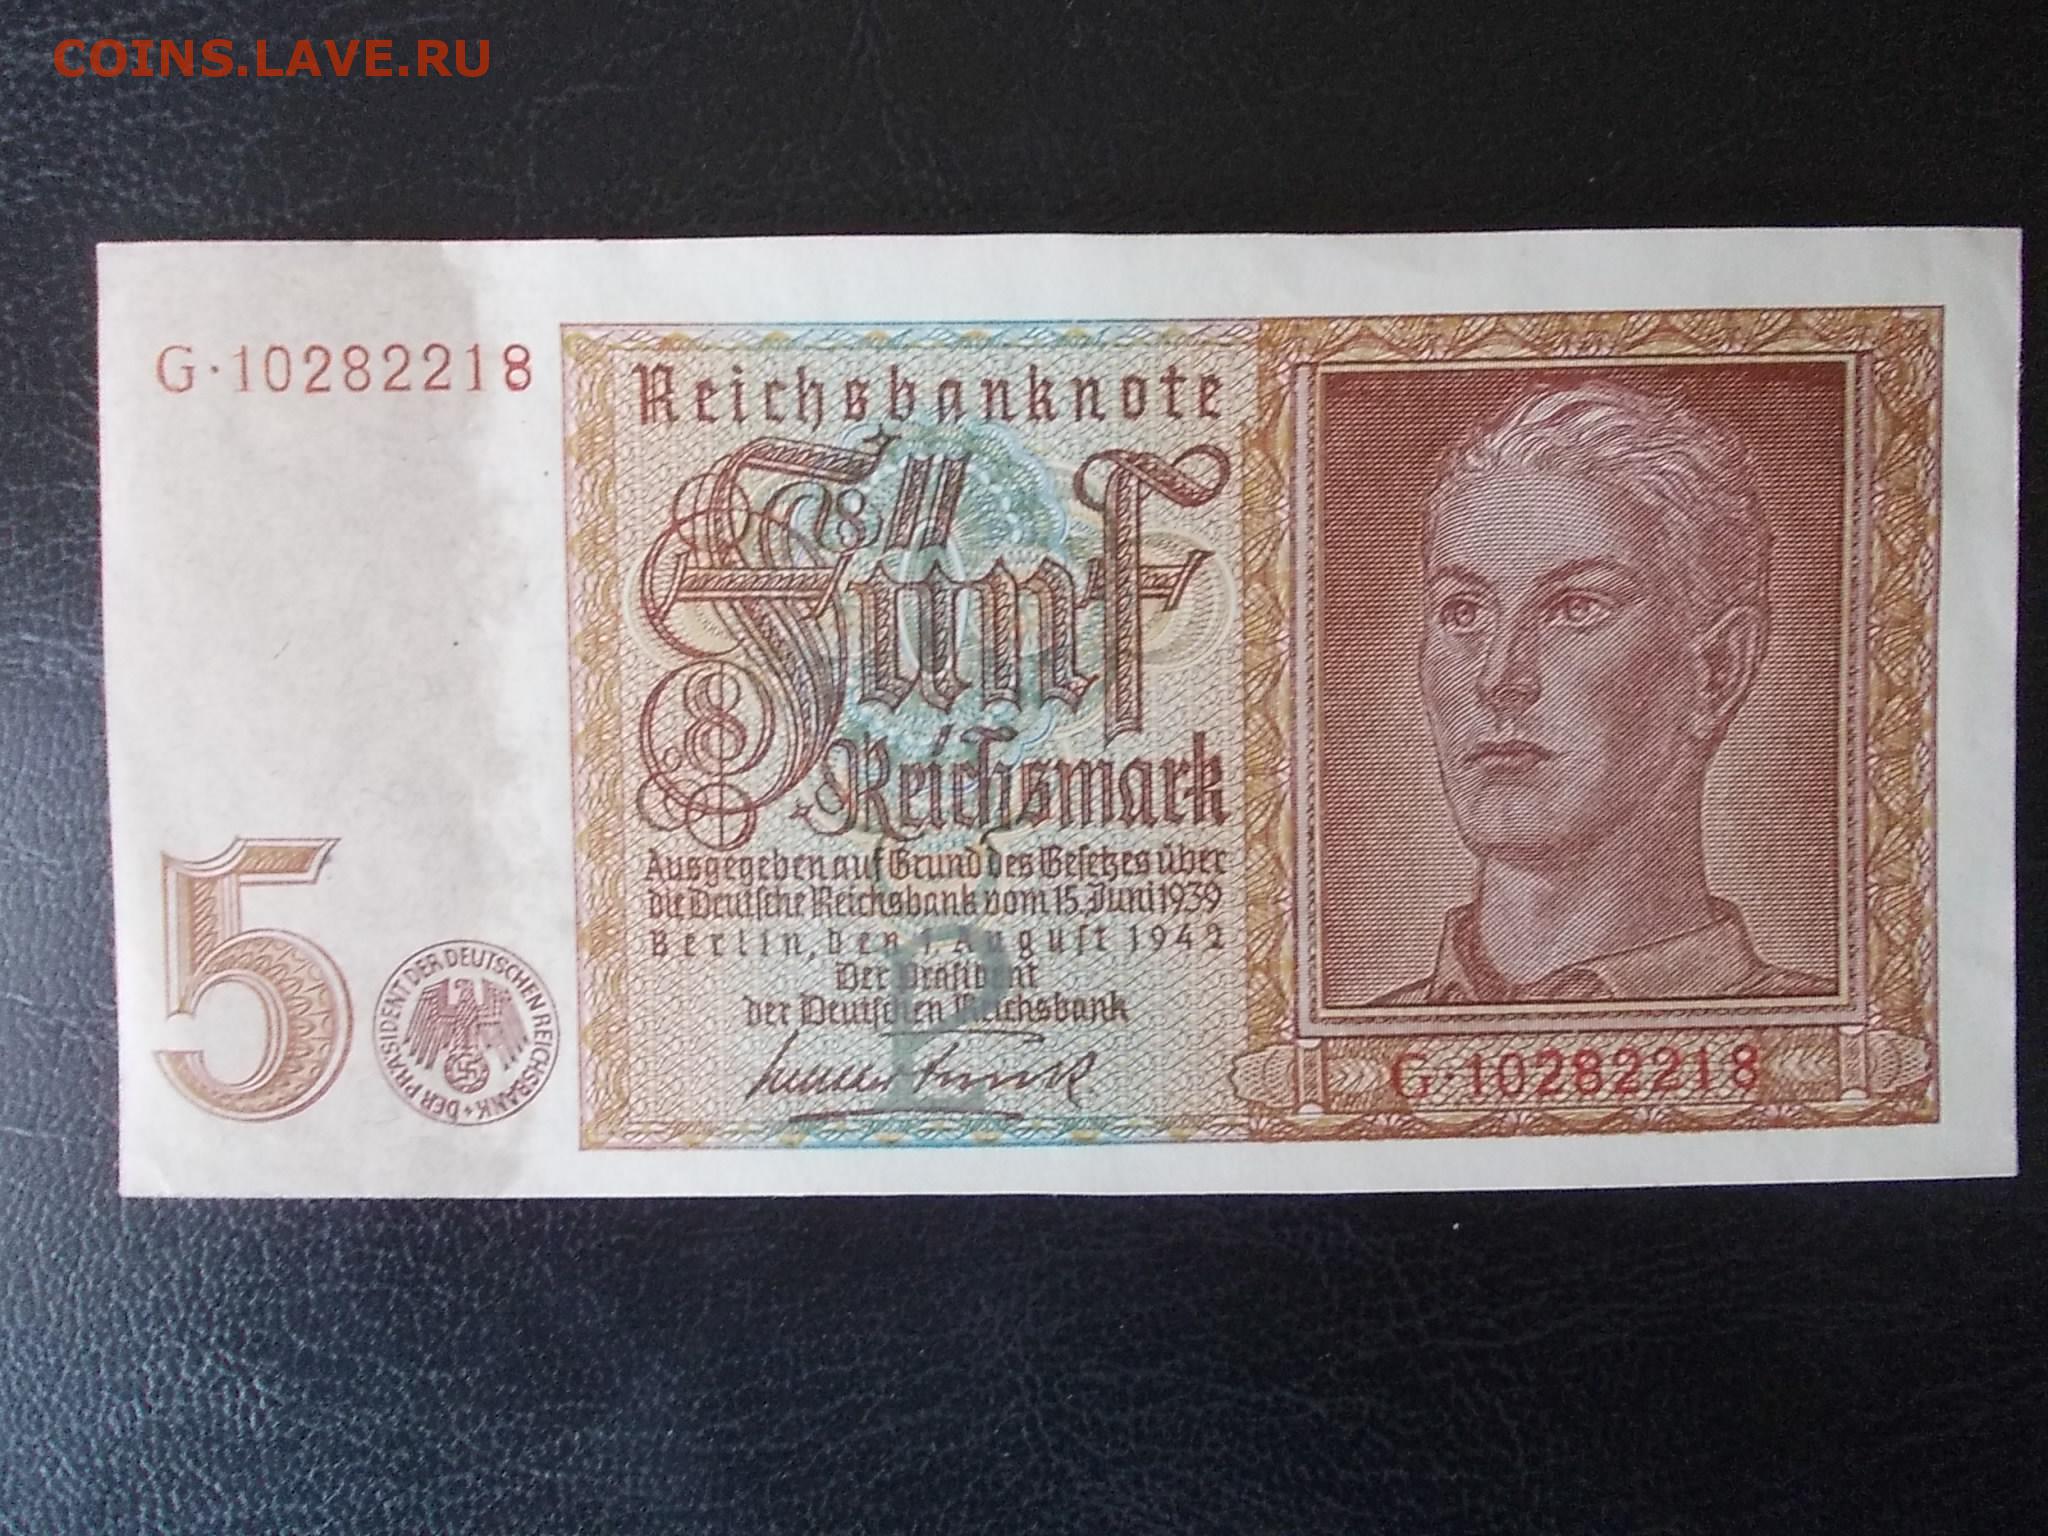 COINS.LAVE.RU
G·10282218
Reichsbanknote
Fünf
Reichsmark
Ausgegeben auf Grund des Gesetzes über
die Deutsche Reichsbank vom 15. Juni 1939
Berlin, den 1. August 1942
Der Präsident
der Deutschen Reichsbank
5
DER PRÄSIDENT DER DEUTSCHEN REICHSBANK
G·10282218